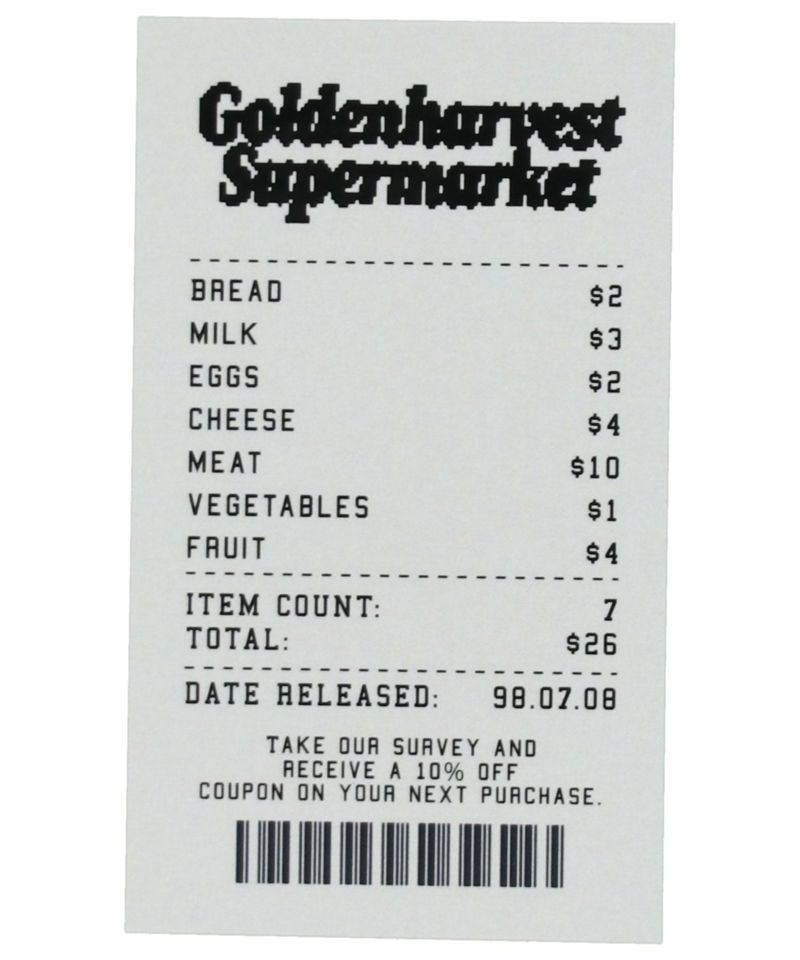 Goldenharvest
Supermarket
BREAD $2
MILK $3
EGGS $2
CHEESE $4
MEAT $10
VEGETABLES $1
FRUIT $4
ITEM COUNT: 7
TOTAL: $26
DATE RELEASED: 98.07.08
TAKE OUR SURVEY AND
RECEIVE A 10% OFF
COUPON ON YOUR NEXT PURCHASE.